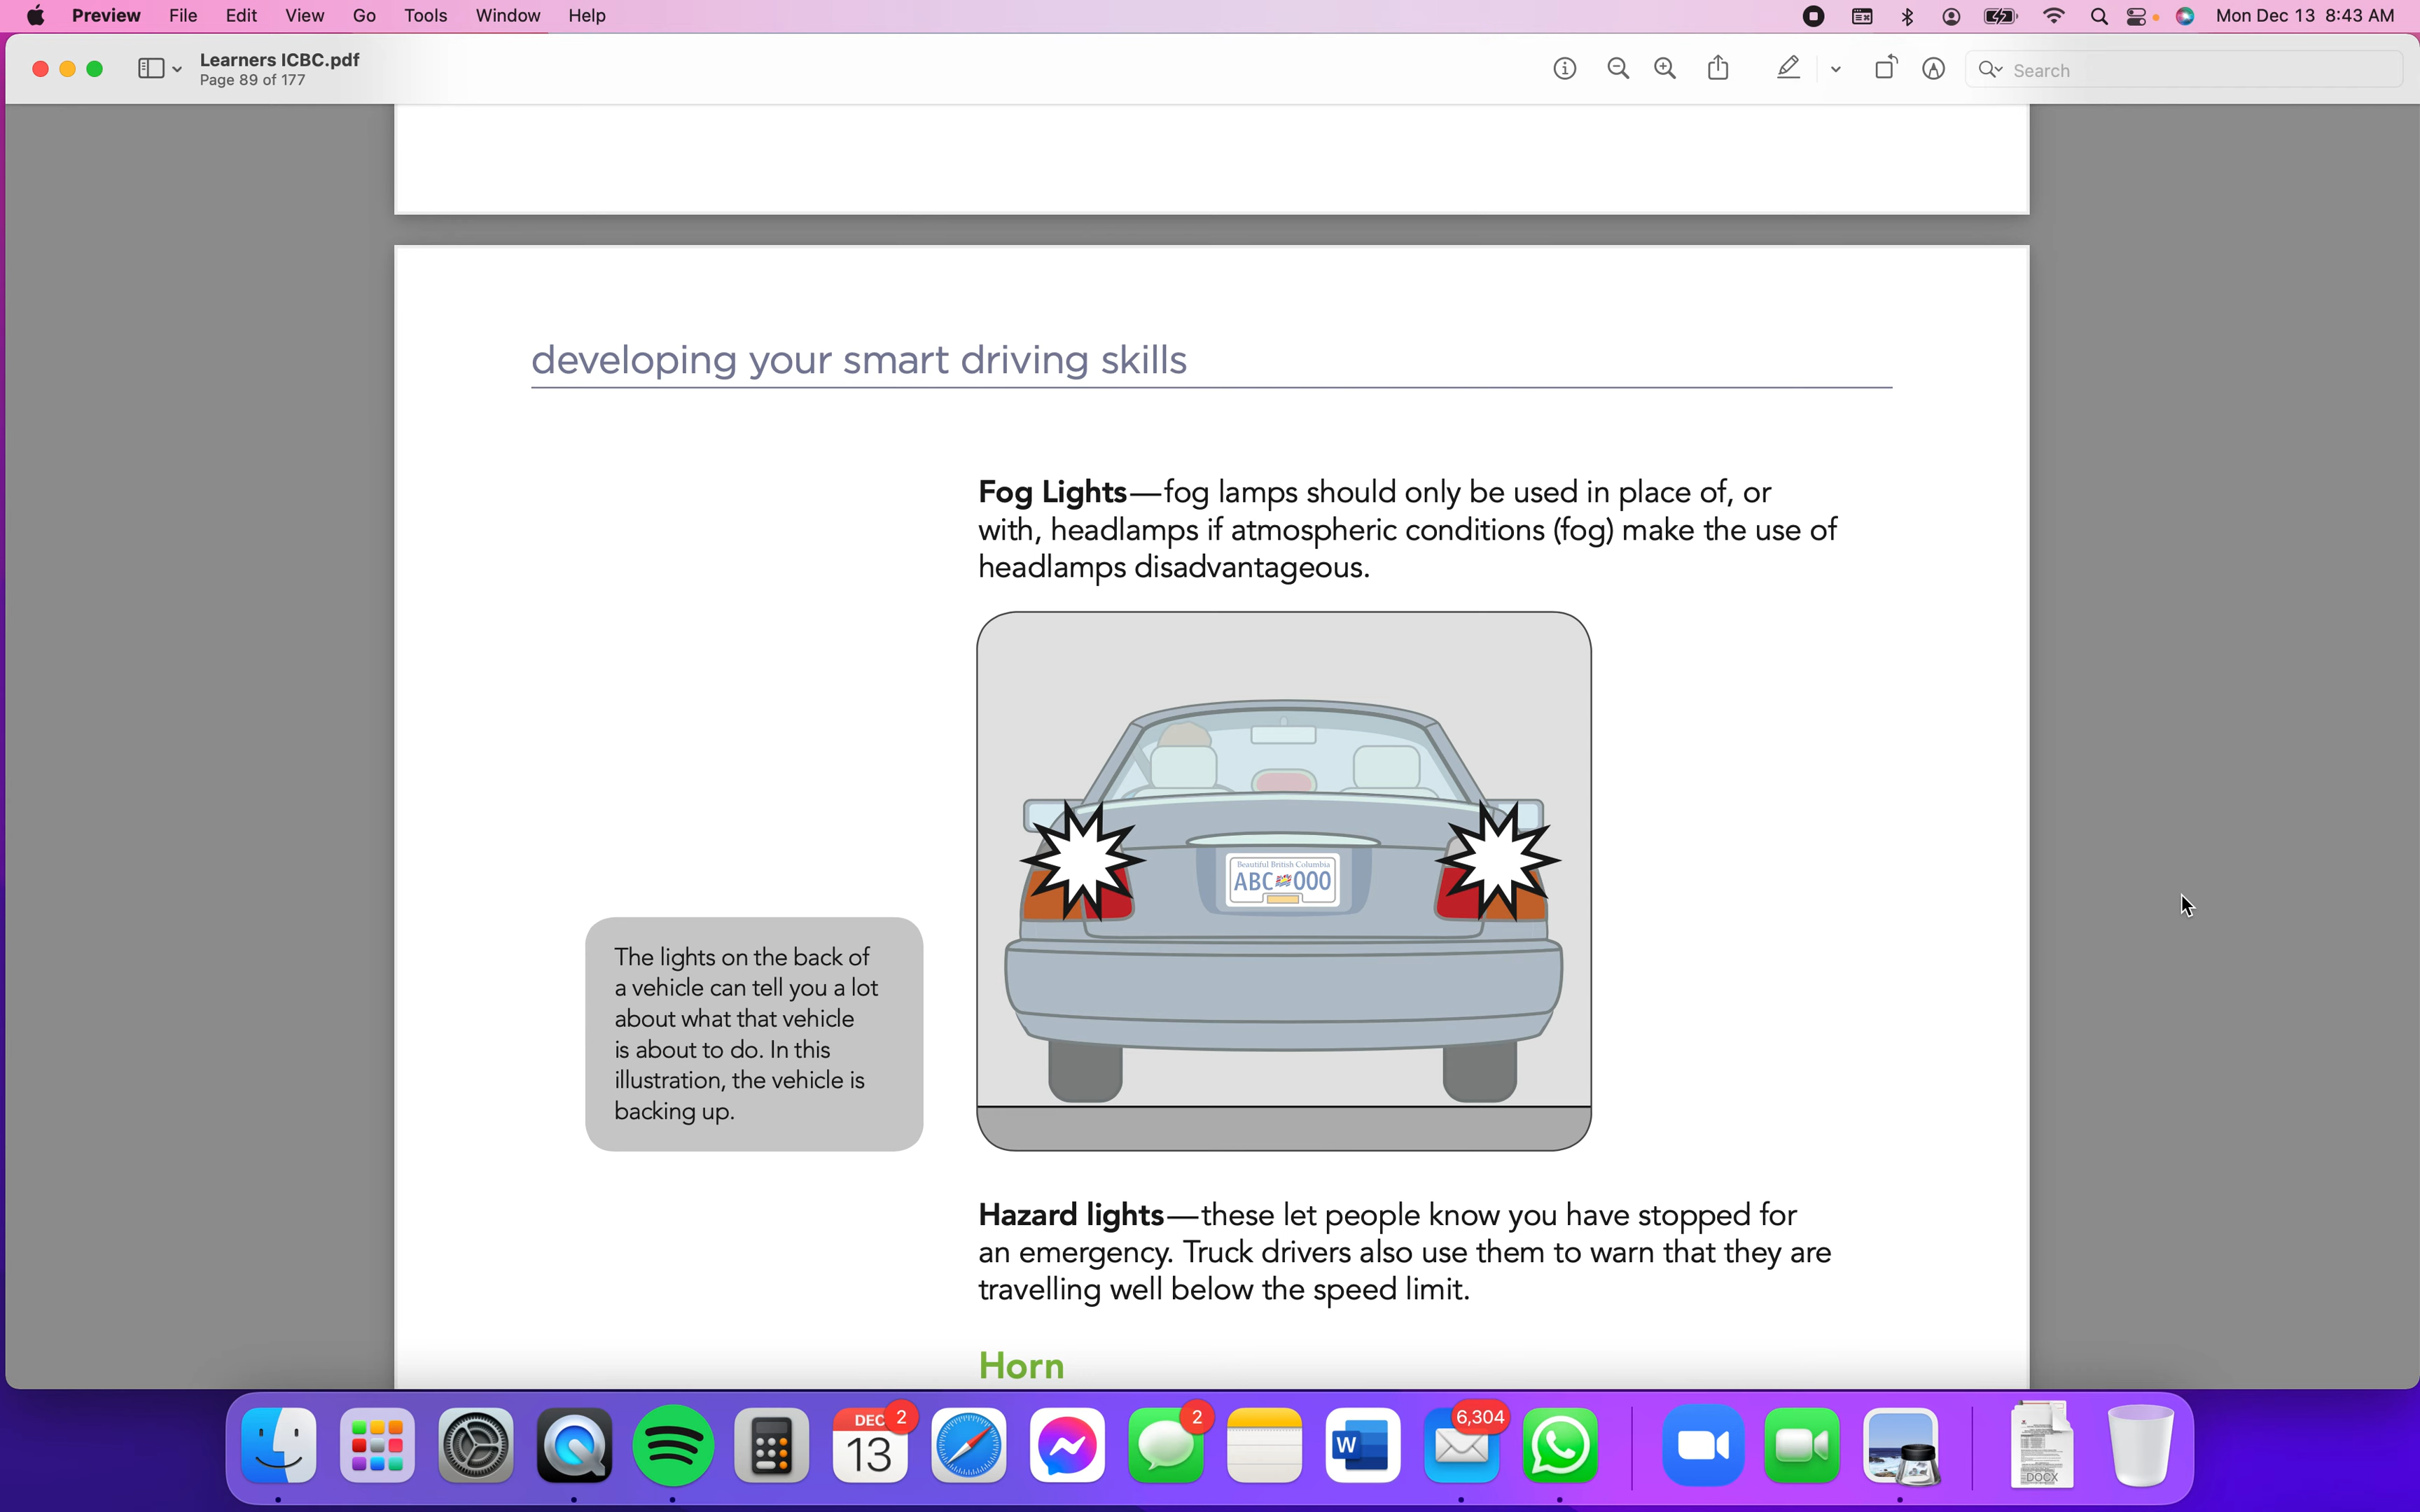 Preview File Edit View Go Tools Window Help Mon Dec 13 8:43 AM
Learners ICBC.pdf
Page 89 of 177
Search
developing your smart driving skills
Fog Lights—fog lamps should only be used in place of, or
with, headlamps if atmospheric conditions (fog) make the use of
headlamps disadvantageous.
Beautiful British Columbia
ABC 000
The lights on the back of
a vehicle can tell you a lot
about what that vehicle
is about to do. In this
illustration, the vehicle is
backing up.
Hazard lights—these let people know you have stopped for
an emergency. Truck drivers also use them to warn that they are
travelling well below the speed limit.
Horn
DEC 2
13
2
W
6,304
DOCX